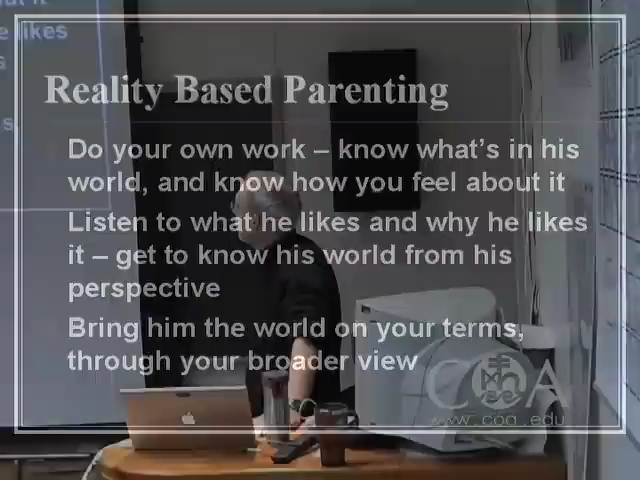 e likes
s
s,
Reality Based Parenting
Do your own work – know what's in his
world, and know how you feel about it
Listen to what he likes and why he likes
it – get to know his world from his
perspective
Bring him the world on your terms,
through your broader view
COA
www.coa.edu